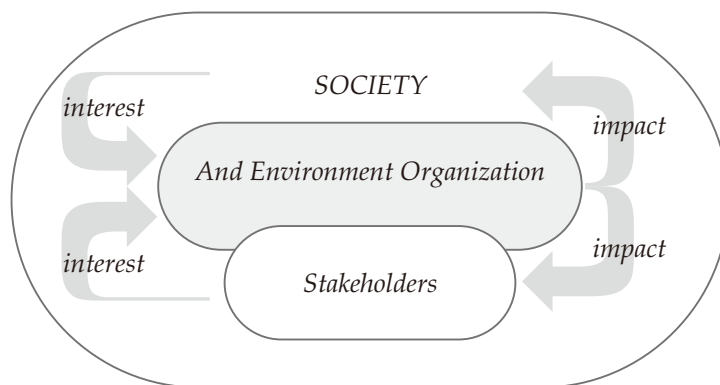 SOCIETY
interest
impact
And Environment Organization
interest
impact
Stakeholders